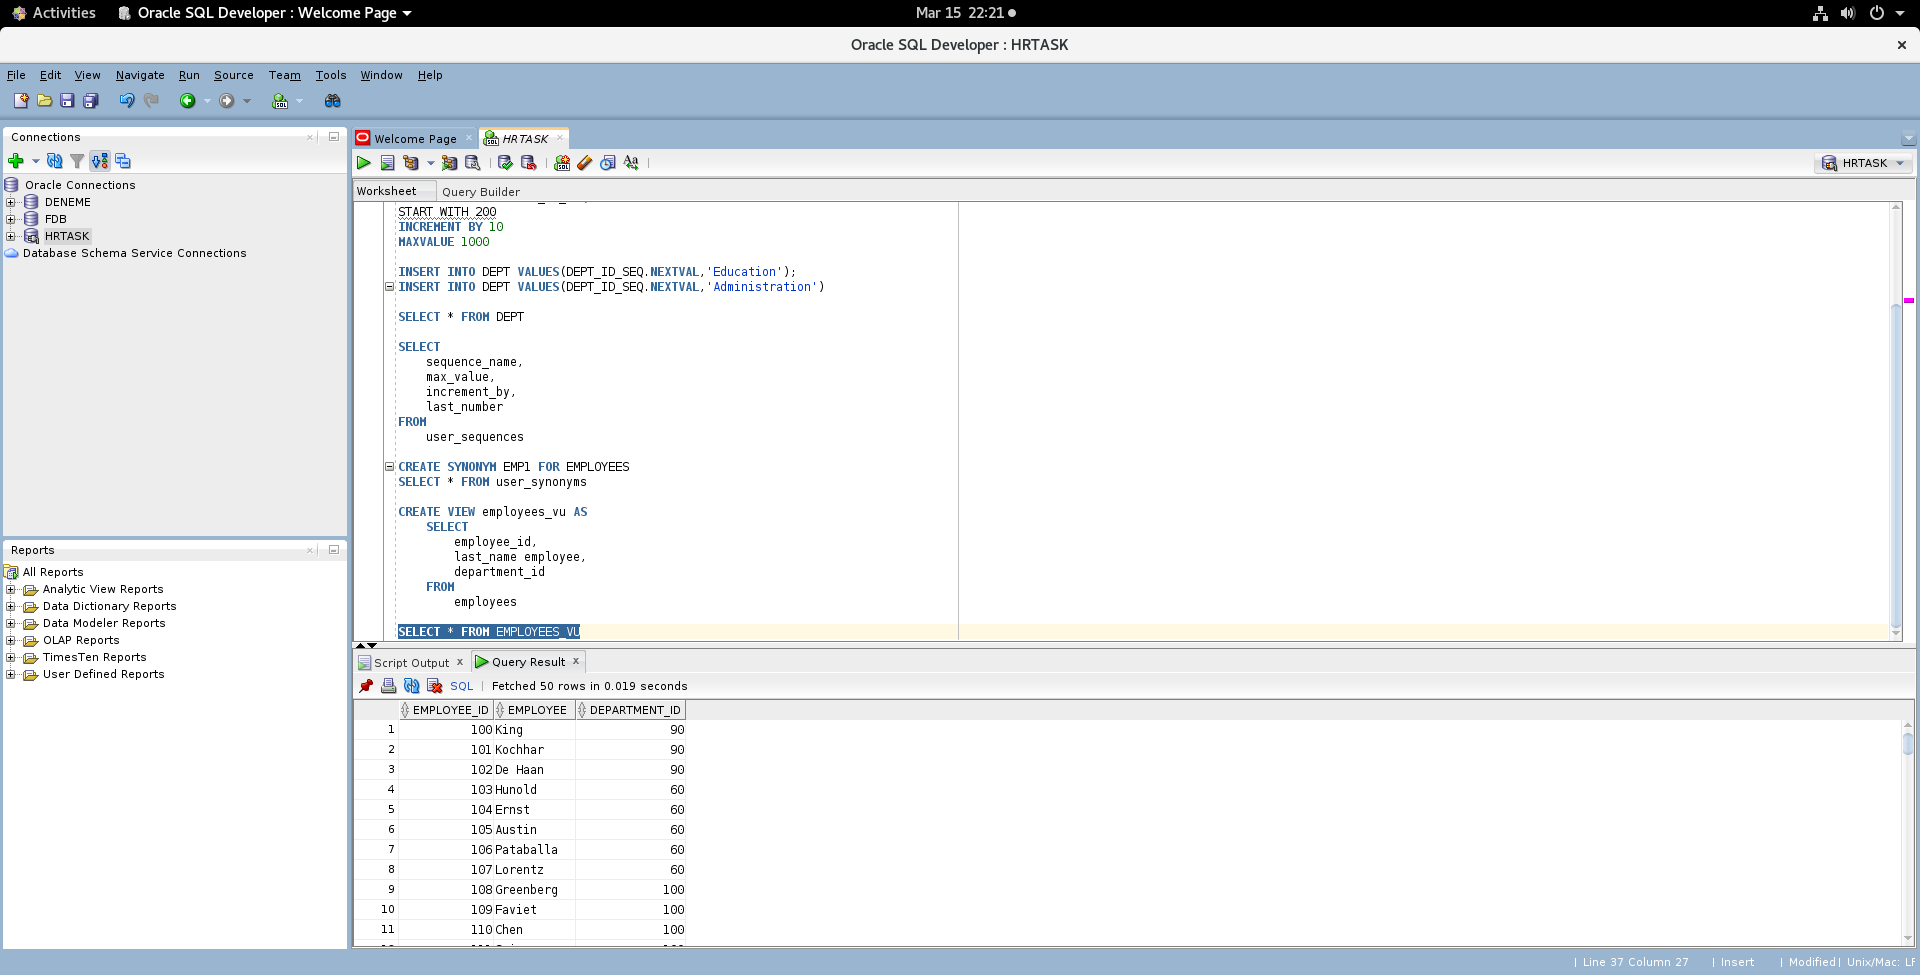 Activities Oracle SQL Developer : Welcome Page Mar 15 22:21
Oracle SQL Developer : HRTASK
File Edit View Navigate Run Source Team Tools Window Help
Connections
Oracle Connections
DENEME
FDB
HRTASK
Database Schema Service Connections
Reports
All Reports
Analytic View Reports
Data Dictionary Reports
Data Modeler Reports
OLAP Reports
TimesTen Reports
User Defined Reports
Welcome Page HRTASK
HRTASK
Worksheet Query Builder
START WITH 200
INCREMENT BY 10
MAXVALUE 1000
INSERT INTO DEPT VALUES(DEPT_ID_SEQ.NEXTVAL,'Education');
INSERT INTO DEPT VALUES(DEPT_ID_SEQ.NEXTVAL,'Administration')
SELECT * FROM DEPT
SELECT
sequence_name,
max_value,
increment_by,
last_number
FROM
user_sequences
CREATE SYNONYM EMP1 FOR EMPLOYEES
SELECT * FROM user_synonyms
CREATE VIEW employees_vu AS
SELECT
employee_id,
last_name employee,
department_id
FROM
employees
SELECT * FROM EMPLOYEES_VU
Script Output x Query Result x
SQL | Fetched 50 rows in 0.019 seconds
EMPLOYEE_ID EMPLOYEE DEPARTMENT_ID
1 100 King 90
2 101 Kochhar 90
3 102 De Haan 90
4 103 Hunold 60
5 104 Ernst 60
6 105 Austin 60
7 106 Pataballa 60
8 107 Lorentz 60
9 108 Greenberg 100
10 109 Faviet 100
11 110 Chen 100
| Line 37 Column 27 | Insert | Modified | Unix/Mac: LF